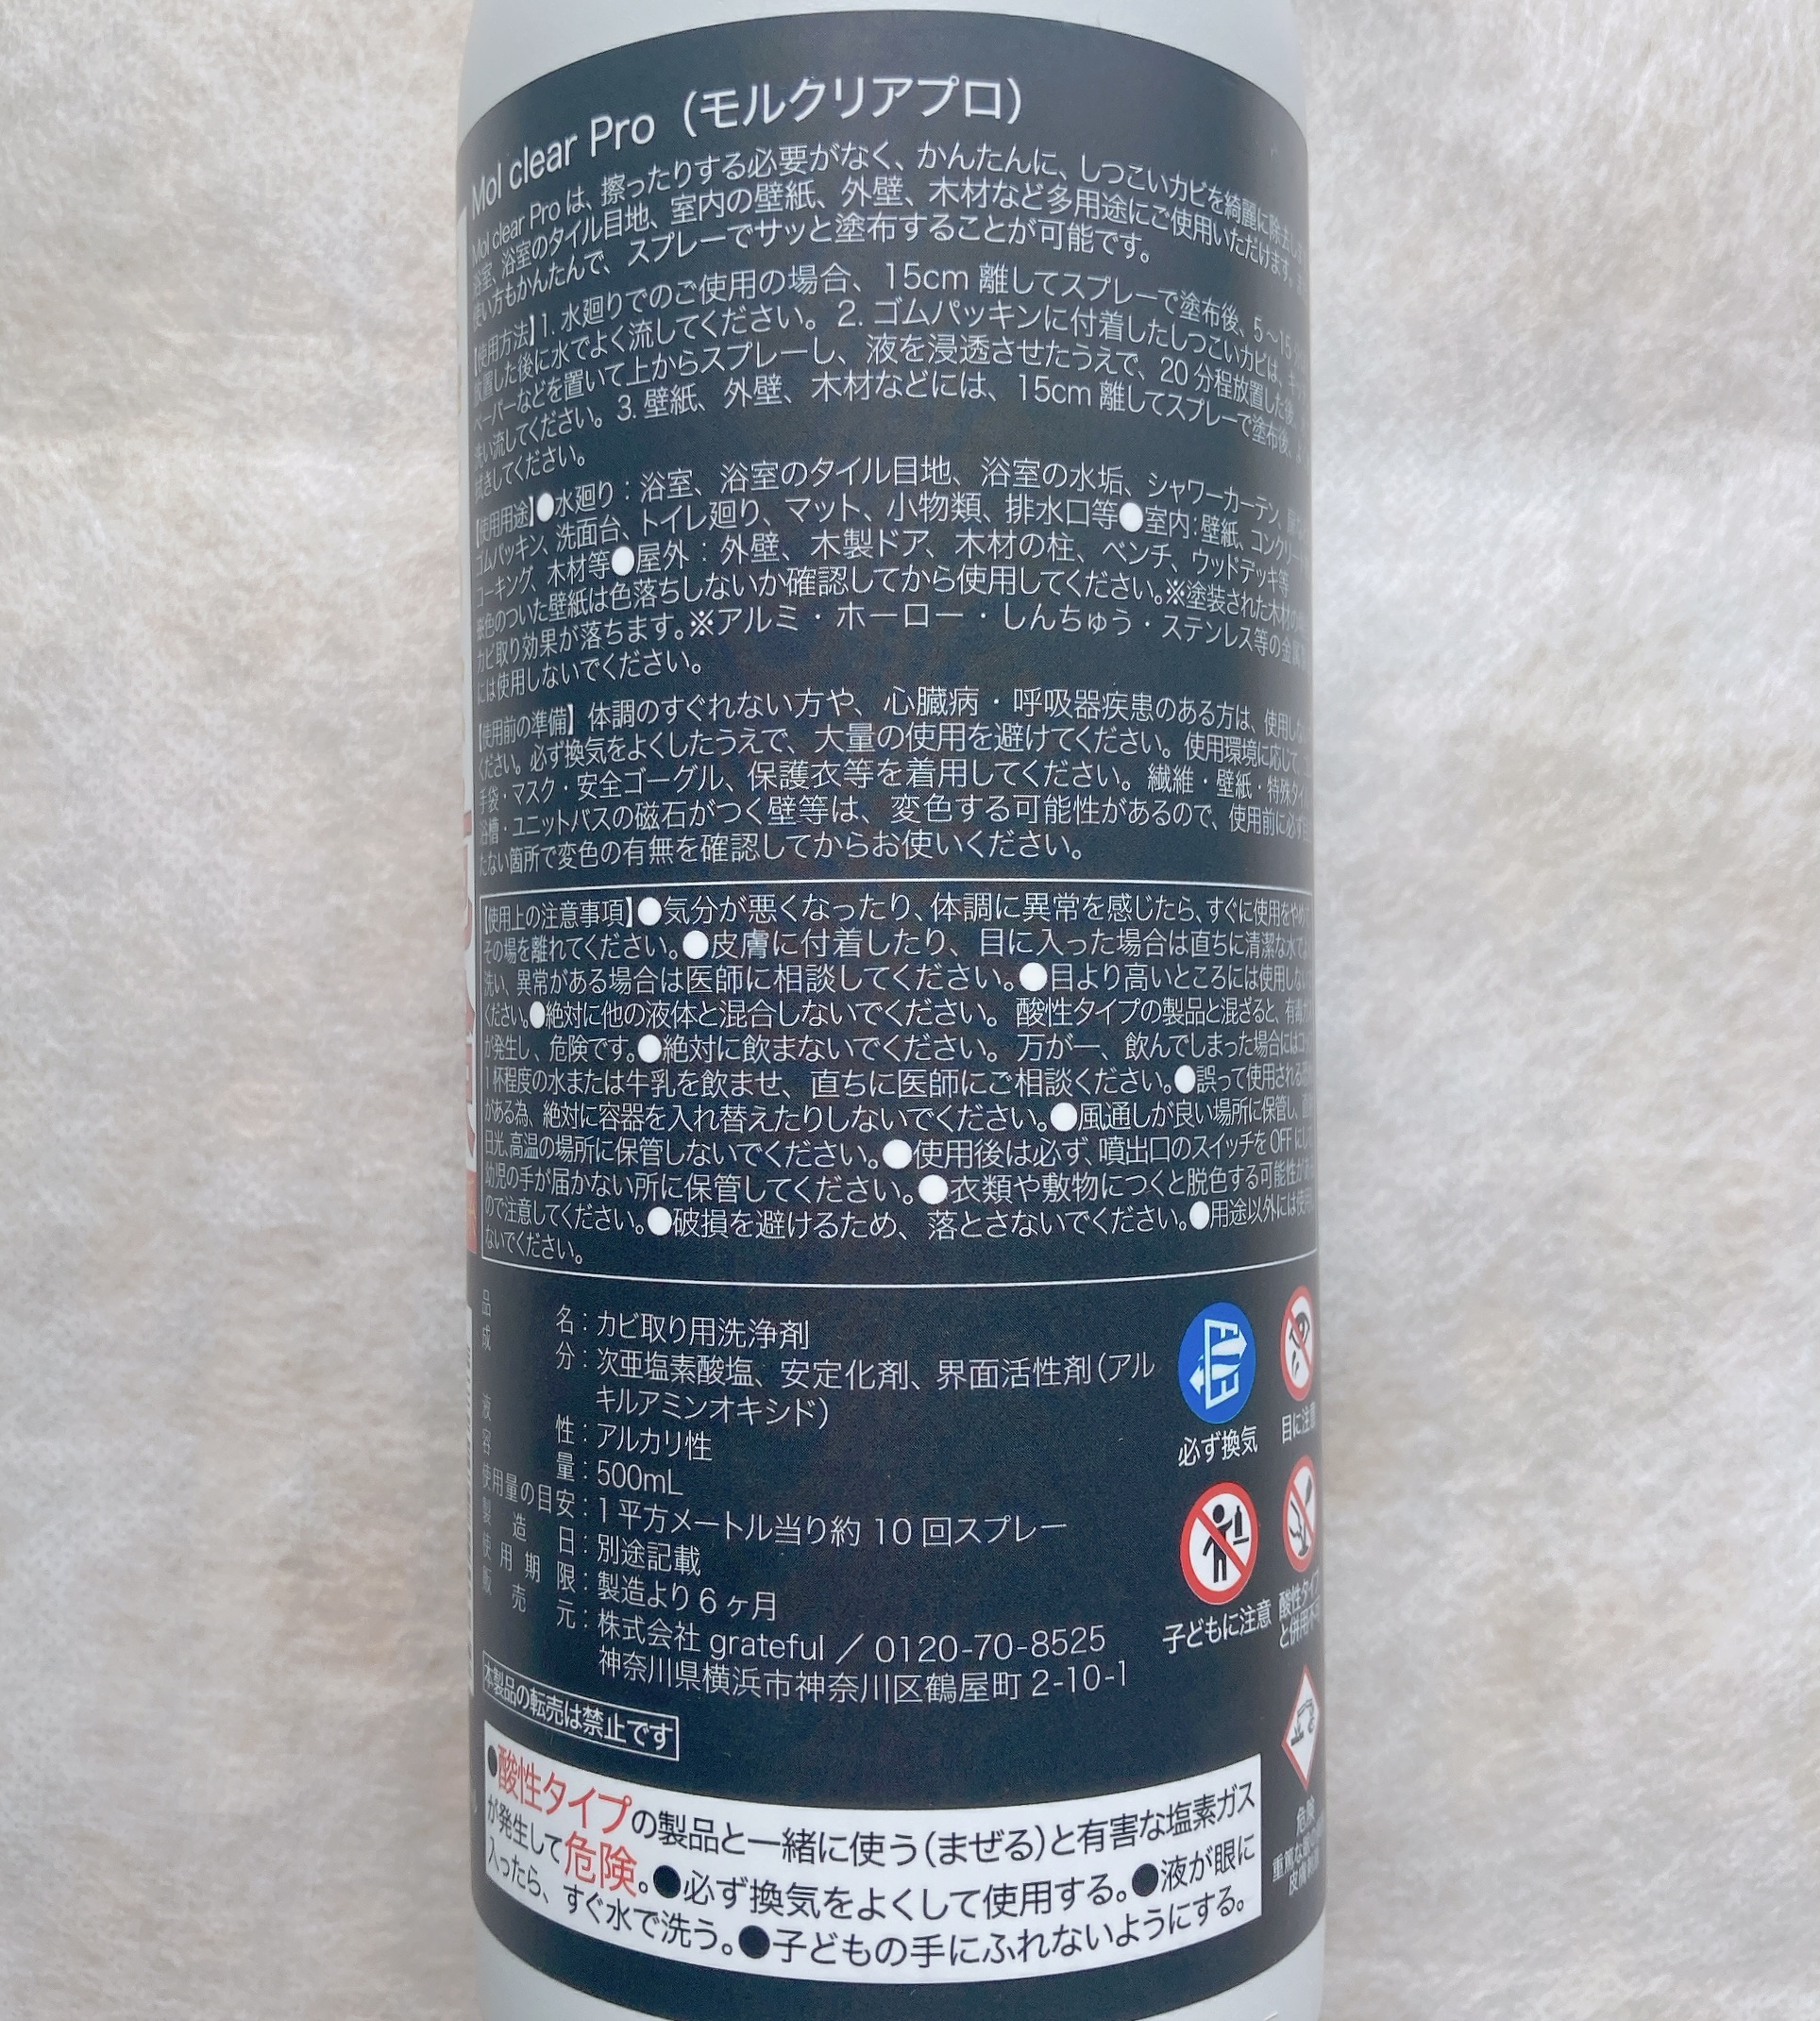 Mol clear Pro（モルクリアプロ）
Mol clear Pro は、擦ったりする必要がなく、かんたんに、しつこいカビを綺麗に除去し
浴室、浴室のタイル目地、室内の壁紙、外壁、木材など多用途にご使用いただけます。
使い方もかんたんで、スプレーでサッと塗布することが可能です。
【使用方法】1. 水廻りでのご使用の場合、15cm 離してスプレーで塗布後、5〜15
放置した後に水でよく流してください。2. ゴムパッキンに付着したしつこいカビは、
ペーパーなどを置いて上からスプレーし、液を浸透させたうえで、20 分程放置した後、
洗い流してください。3. 壁紙、外壁、木材などには、15cm 離してスプレーで塗布後、
拭きしてください。
【使用用途】●水廻り：浴室、浴室のタイル目地、浴室の水垢、シャワーカーテン、
ゴムパッキン、洗面台、トイレ廻り、マット、小物類、排水口等●室内：壁紙、コンクリー
コーキング、木材等●屋外：外壁、木製ドア、木材の柱、ベンチ、ウッドデッキ等
※色のついた壁紙は色落ちしないか確認してから使用してください。※塗装された木材の
カビ取り効果が落ちます。※アルミ・ホーロー・しんちゅう・ステンレス等の金属
には使用しないでください。
【使用前の準備】体調のすぐれない方や、心臓病・呼吸器疾患のある方は、使用しない
ください。必ず換気をよくしたうえで、大量の使用を避けてください。使用環境に応じて、
手袋・マスク・安全ゴーグル、保護衣等を着用してください。繊維・壁紙・特殊タイ
浴槽・ユニットバスの磁石がつく壁等は、変色する可能性があるので、使用前に必ず
たない箇所で変色の有無を確認してからお使いください。
【使用上の注意事項】●気分が悪くなったり、体調に異常を感じたら、すぐに使用をやめ
その場を離れてください。●皮膚に付着したり、目に入った場合は直ちに清潔な水でよ
洗い、異常がある場合は医師に相談してください。●目より高いところには使用しない
ください。●絶対に他の液体と混合しないでください。酸性タイプの製品と混ざると、有毒ガス
が発生し、危険です。●絶対に飲まないでください。万が一、飲んでしまった場合にはコッ
1 杯程度の水または牛乳を飲ませ、直ちに医師にご相談ください。●誤って使用される恐れ
がある為、絶対に容器を入れ替えたりしないでください。●風通しが良い場所に保管し、直射
日光、高温の場所に保管しないでください。●使用後は必ず、噴出口のスイッチを OFF にして
幼児の手が届かない所に保管してください。●衣類や敷物につくと脱色する可能性がある
ので注意してください。●破損を避けるため、落とさないでください。●用途以外には使用し
ないでください。
品名：カビ取り用洗浄剤
成分：次亜塩素酸塩、安定化剤、界面活性剤（アル
キルアミンオキシド）
液性：アルカリ性
容量：500mL
使用量の目安：1 平方メートル当り約 10 回スプレー
製造日：別途記載
使用期限：製造より 6 ヶ月
販売元：株式会社 grateful ／ 0120-70-8525
神奈川県横浜市神奈川区鶴屋町 2-10-1
必ず換気
目に注意
子どもに注意
酸性タイプ
と併用不可
危険
本製品の転売は禁止です
●酸性タイプの製品と一緒に使う（まぜる）と有害な塩素ガス
が発生して危険。●必ず換気をよくして使用する。●液が眼に
入ったら、すぐ水で洗う。●子どもの手にふれないようにする。